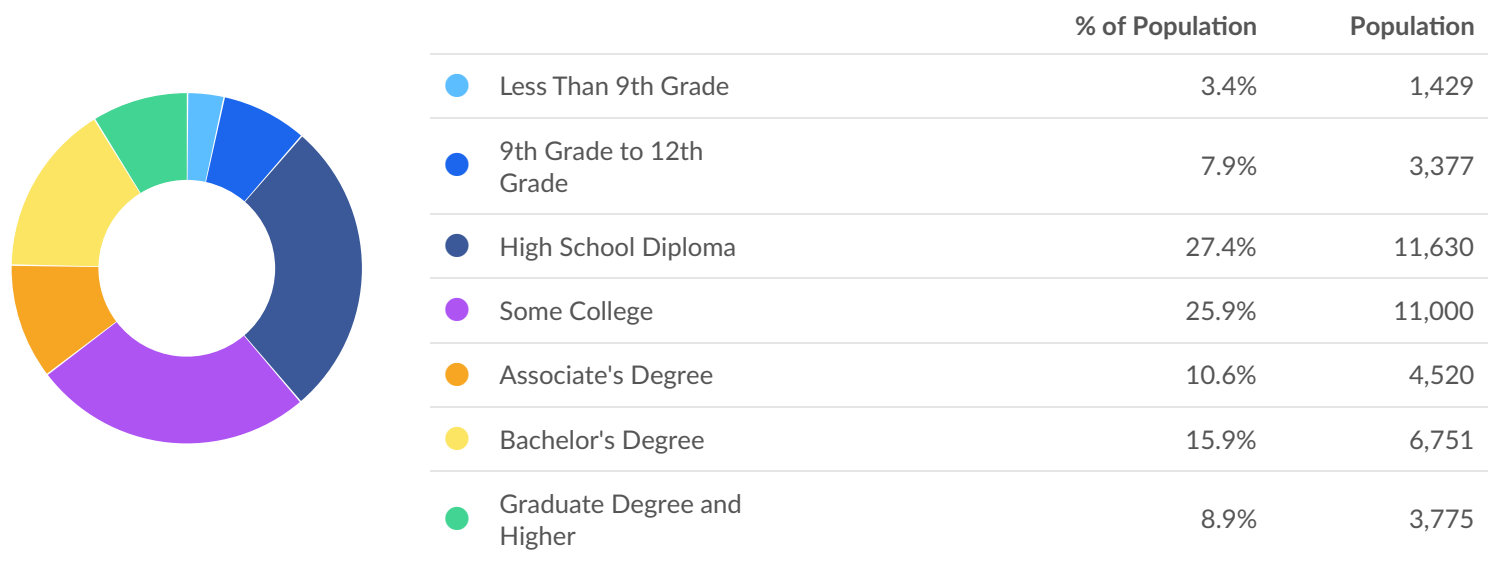 % of Population Population
Less Than 9th Grade 3.4% 1,429
9th Grade to 12th
Grade 7.9% 3,377
High School Diploma 27.4% 11,630
Some College 25.9% 11,000
Associate's Degree 10.6% 4,520
Bachelor's Degree 15.9% 6,751
Graduate Degree and
Higher 8.9% 3,775